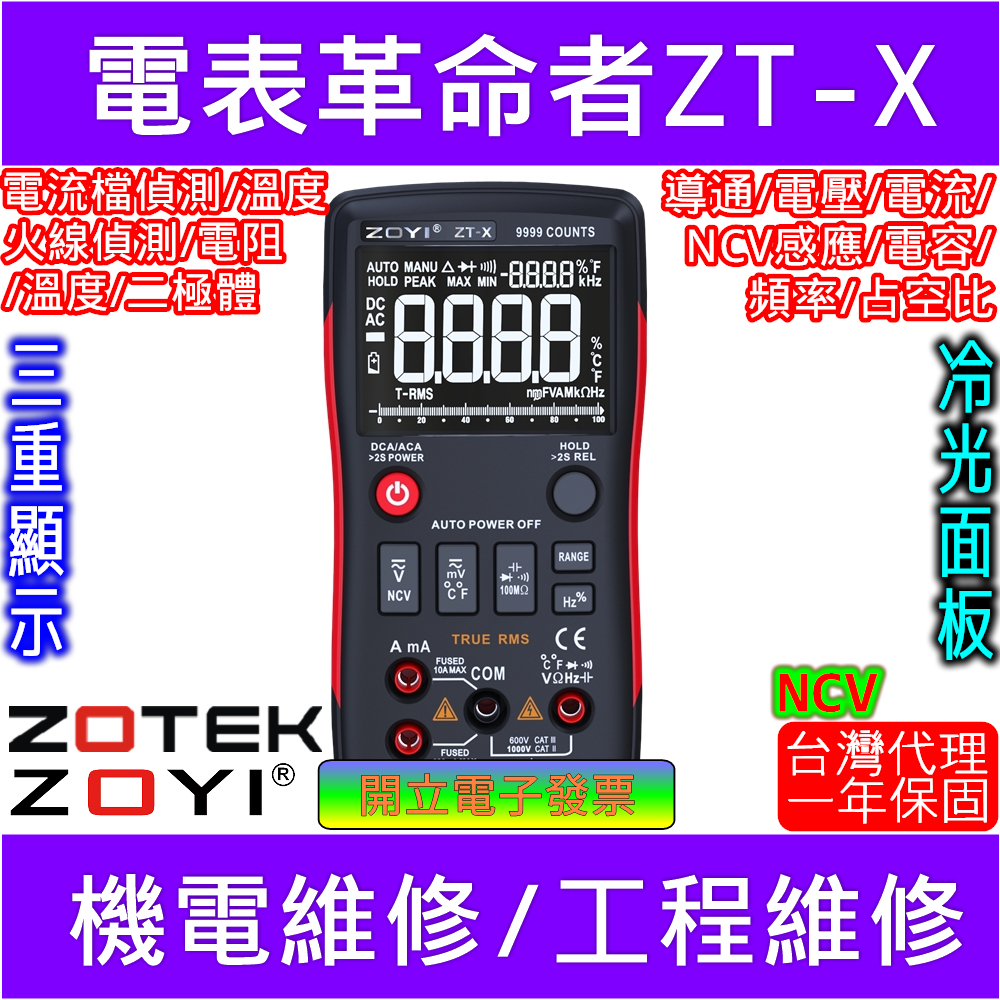 電表革命者ZT-X
電流檔偵測/溫度
火線偵測/電阻
/溫度/二極體
導通/電壓/電流/
NCV感應/電容/
頻率/占空比
三重顯示
冷光面板
ZOYI® ZT-X 9999 COUNTS
AUTO MANU
HOLD PEAK MAX MIN
-8.8.8.8 % °F
kHz
DC
AC
8.8.8.8
%
°C
°F
T-RMS
nmFVAMkΩHz
0 20 40 60 80 100
DCA/ACA
>2S POWER
HOLD
>2S REL
AUTO POWER OFF
V
NCV
mV
°C °F
100MΩ
RANGE
Hz%
TRUE RMS
CE
A mA
FUSED
10A MAX
COM
°C °F
VΩHz
600V CAT III
1000V CAT II
FUSED
ZOTEK
ZOYI®
NCV
台灣代理
一年保固
開立電子發票
機電維修/工程維修